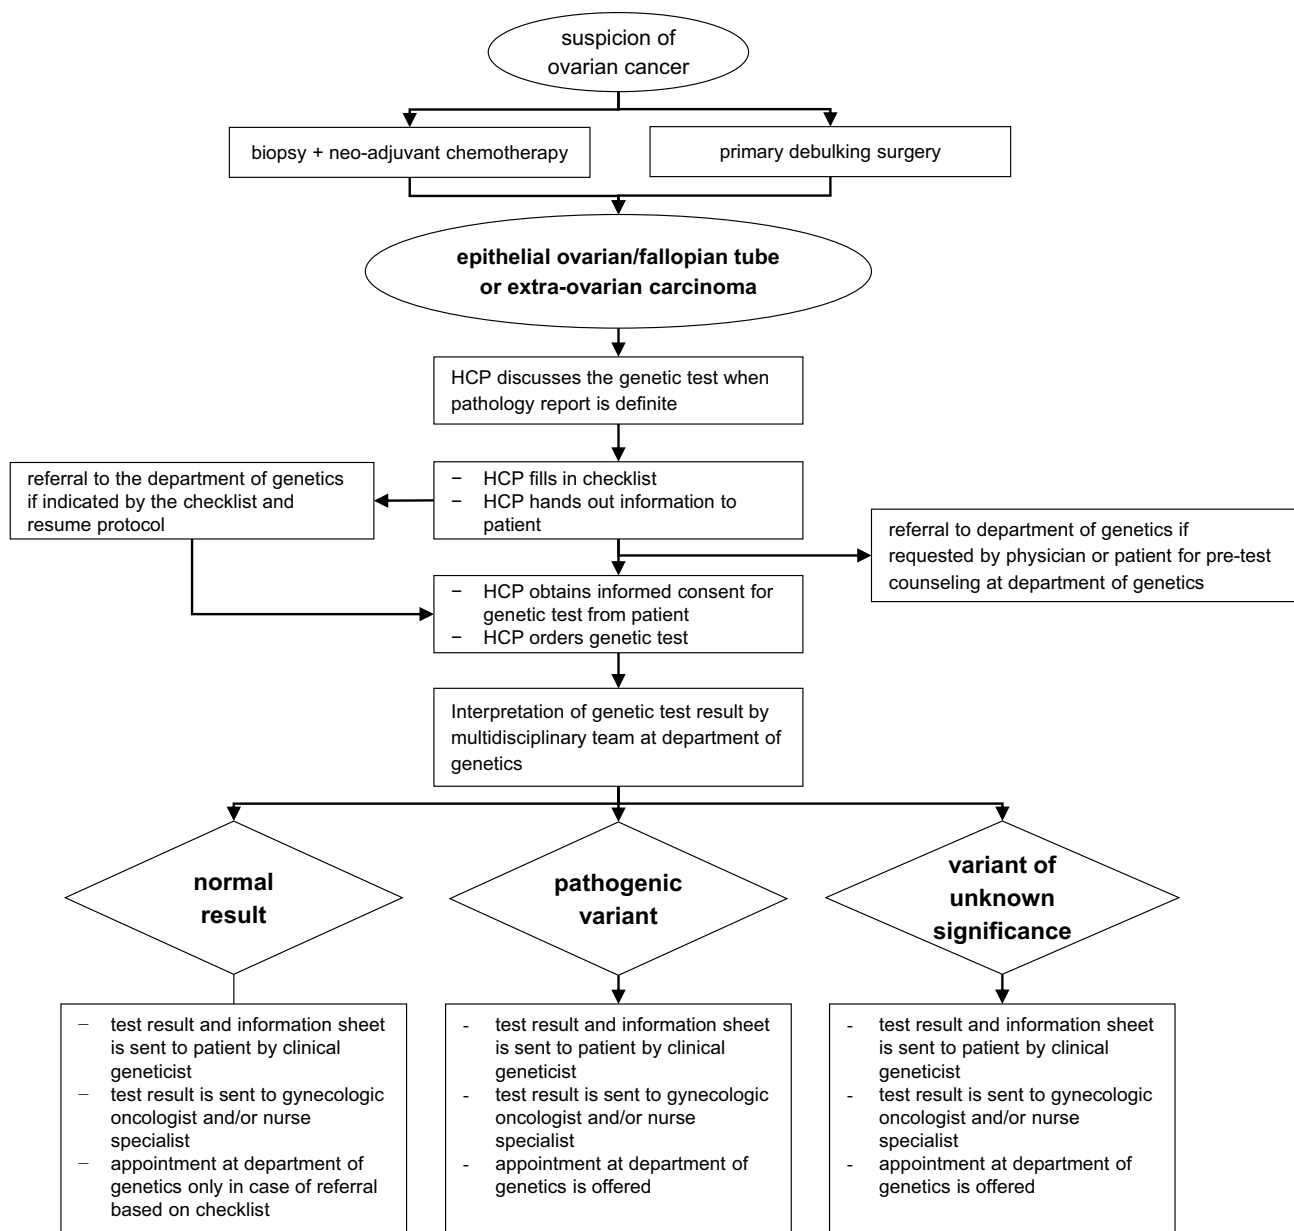 suspicion of
ovarian cancer
biopsy + neo-adjuvant chemotherapy
primary debulking surgery
epithelial ovarian/fallopian tube
or extra-ovarian carcinoma
HCP discusses the genetic test when
pathology report is definite
referral to the department of genetics
if indicated by the checklist and
resume protocol
− HCP fills in checklist
− HCP hands out information to
patient
referral to department of genetics if
requested by physician or patient for pre-test
counseling at department of genetics
− HCP obtains informed consent for
genetic test from patient
− HCP orders genetic test
Interpretation of genetic test result by
multidisciplinary team at department of
genetics
normal
result
pathogenic
variant
variant of
unknown
significance
− test result and information sheet
is sent to patient by clinical
geneticist
− test result is sent to gynecologic
oncologist and/or nurse
specialist
− appointment at department of
genetics only in case of referral
based on checklist
- test result and information sheet
is sent to patient by clinical
geneticist
- test result is sent to gynecologic
oncologist and/or nurse
specialist
- appointment at department of
genetics is offered
- test result and information sheet
is sent to patient by clinical
geneticist
- test result is sent to gynecologic
oncologist and/or nurse
specialist
- appointment at department of
genetics is offered